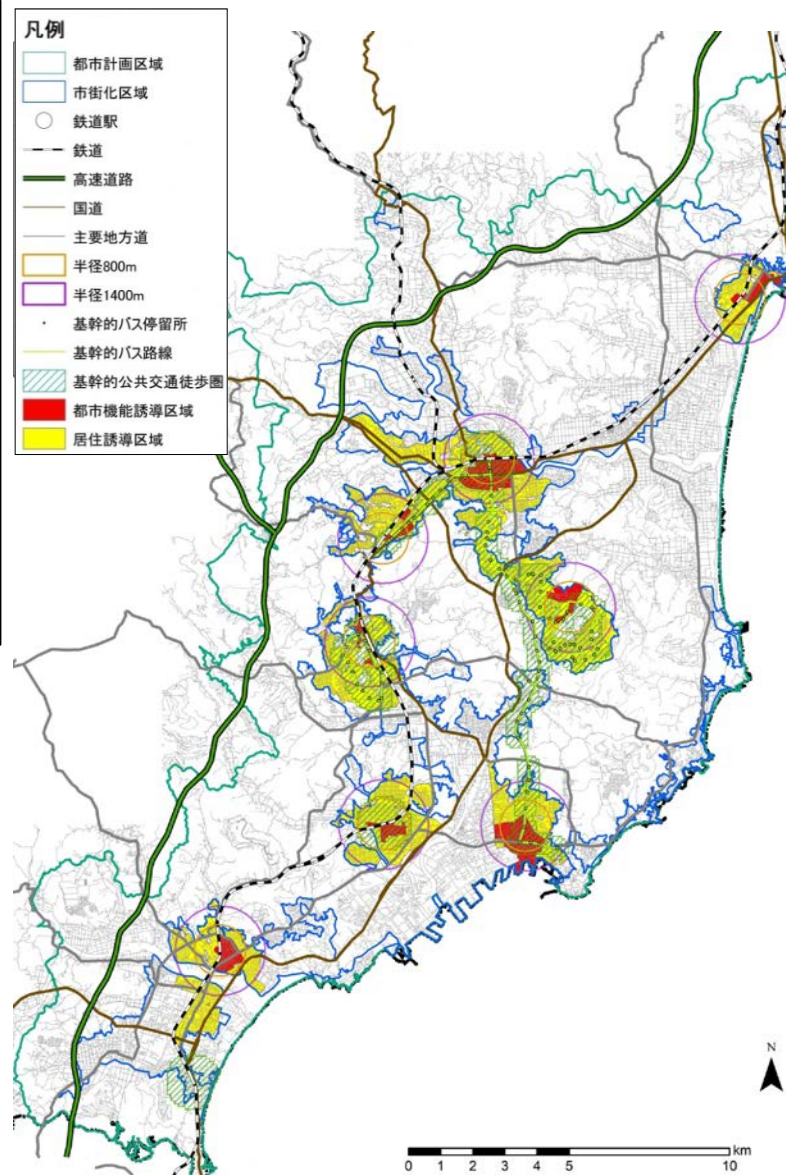 凡例
都市計画区域
市街化区域
鉄道駅
鉄道
高速道路
国道
主要地方道
半径800m
半径1400m
基幹的バス停留所
基幹的バス路線
基幹的公共交通徒歩圏
都市機能誘導区域
居住誘導区域
N
km
0 1 2 3 4 5 10